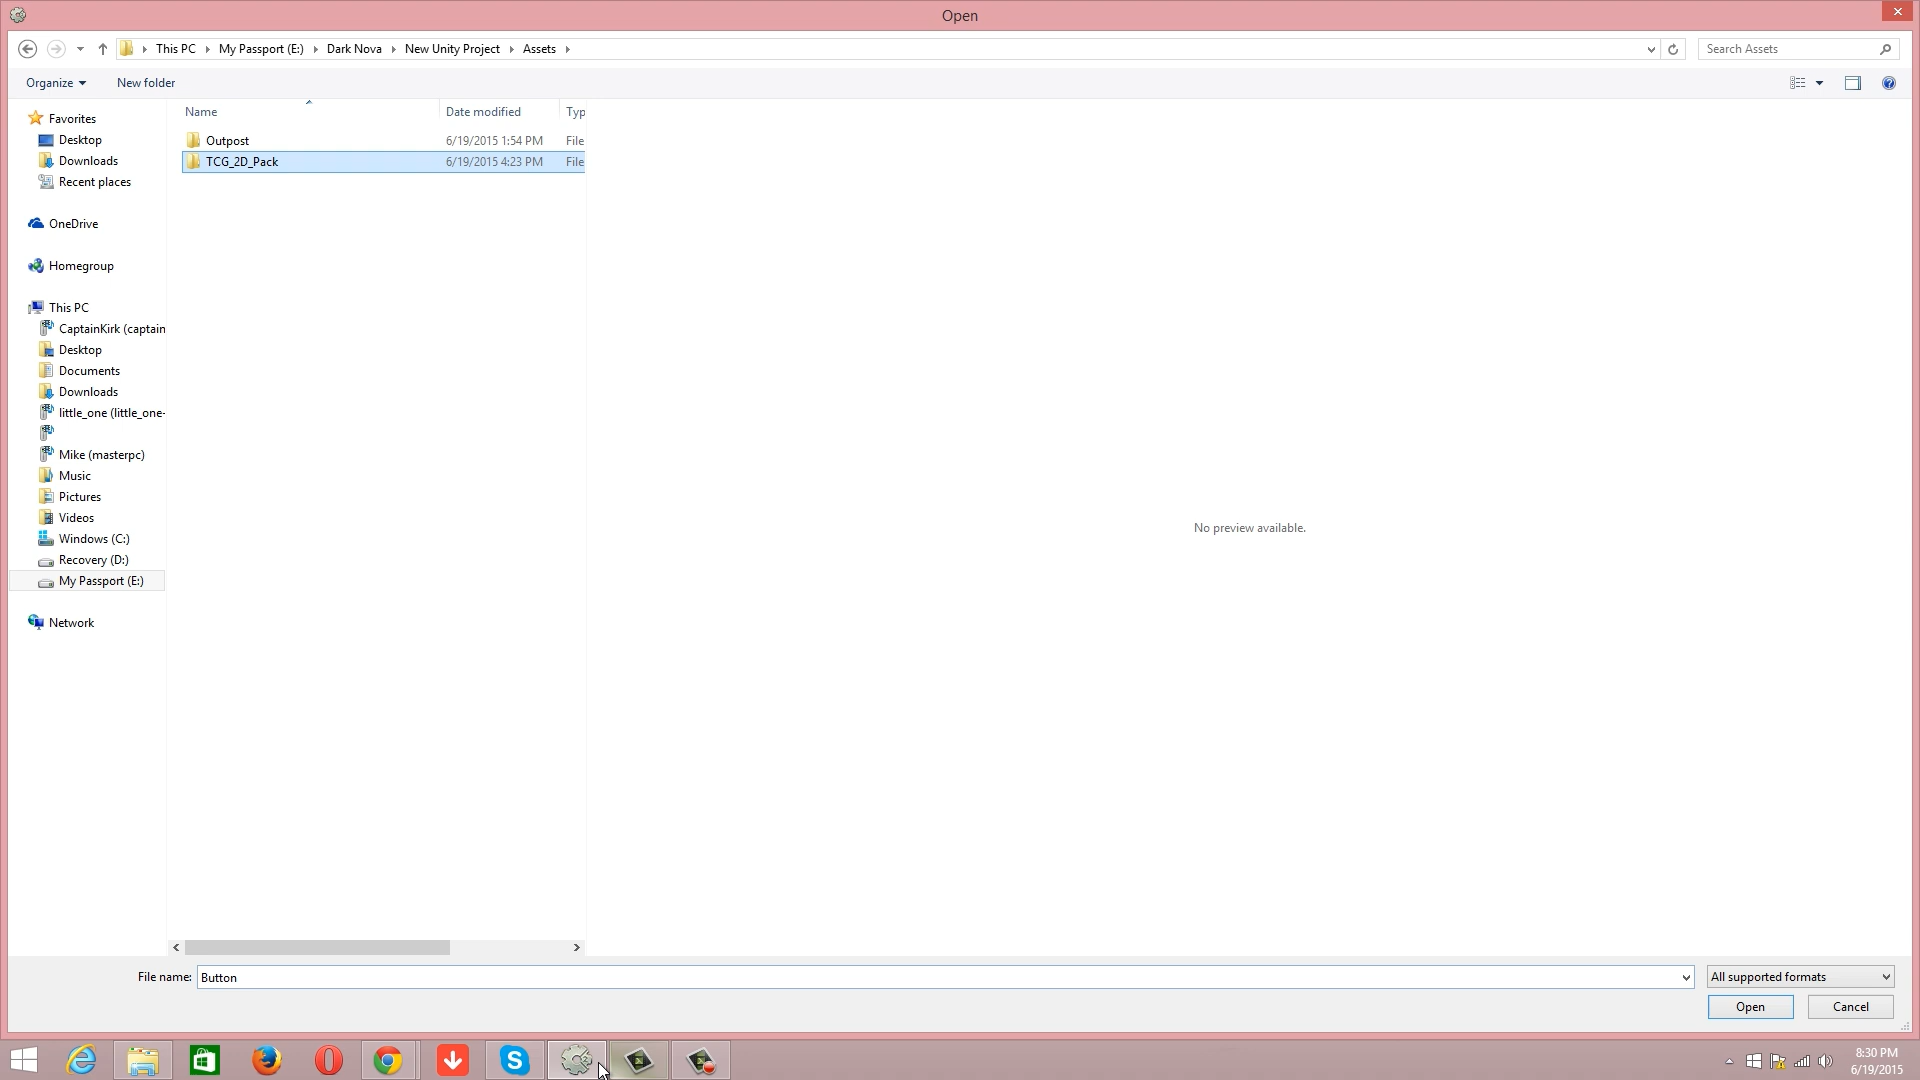 Open
This PC
My Passport (E:)
Dark Nova
New Unity Project
Assets
Search Assets
Organize
New folder
Name
Date modified
Typ
Outpost
6/19/2015 1:54 PM
File
TCG_2D_Pack
6/19/2015 4:23 PM
File
Favorites
Desktop
Downloads
Recent places
OneDrive
Homegroup
This PC
CaptainKirk (captain
Desktop
Documents
Downloads
little_one (little_one-
Mike (masterpc)
Music
Pictures
Videos
Windows (C:)
Recovery (D:)
My Passport (E:)
Network
No preview available.
File name:
Button
All supported formats
Open
Cancel
8:30 PM
6/19/2015